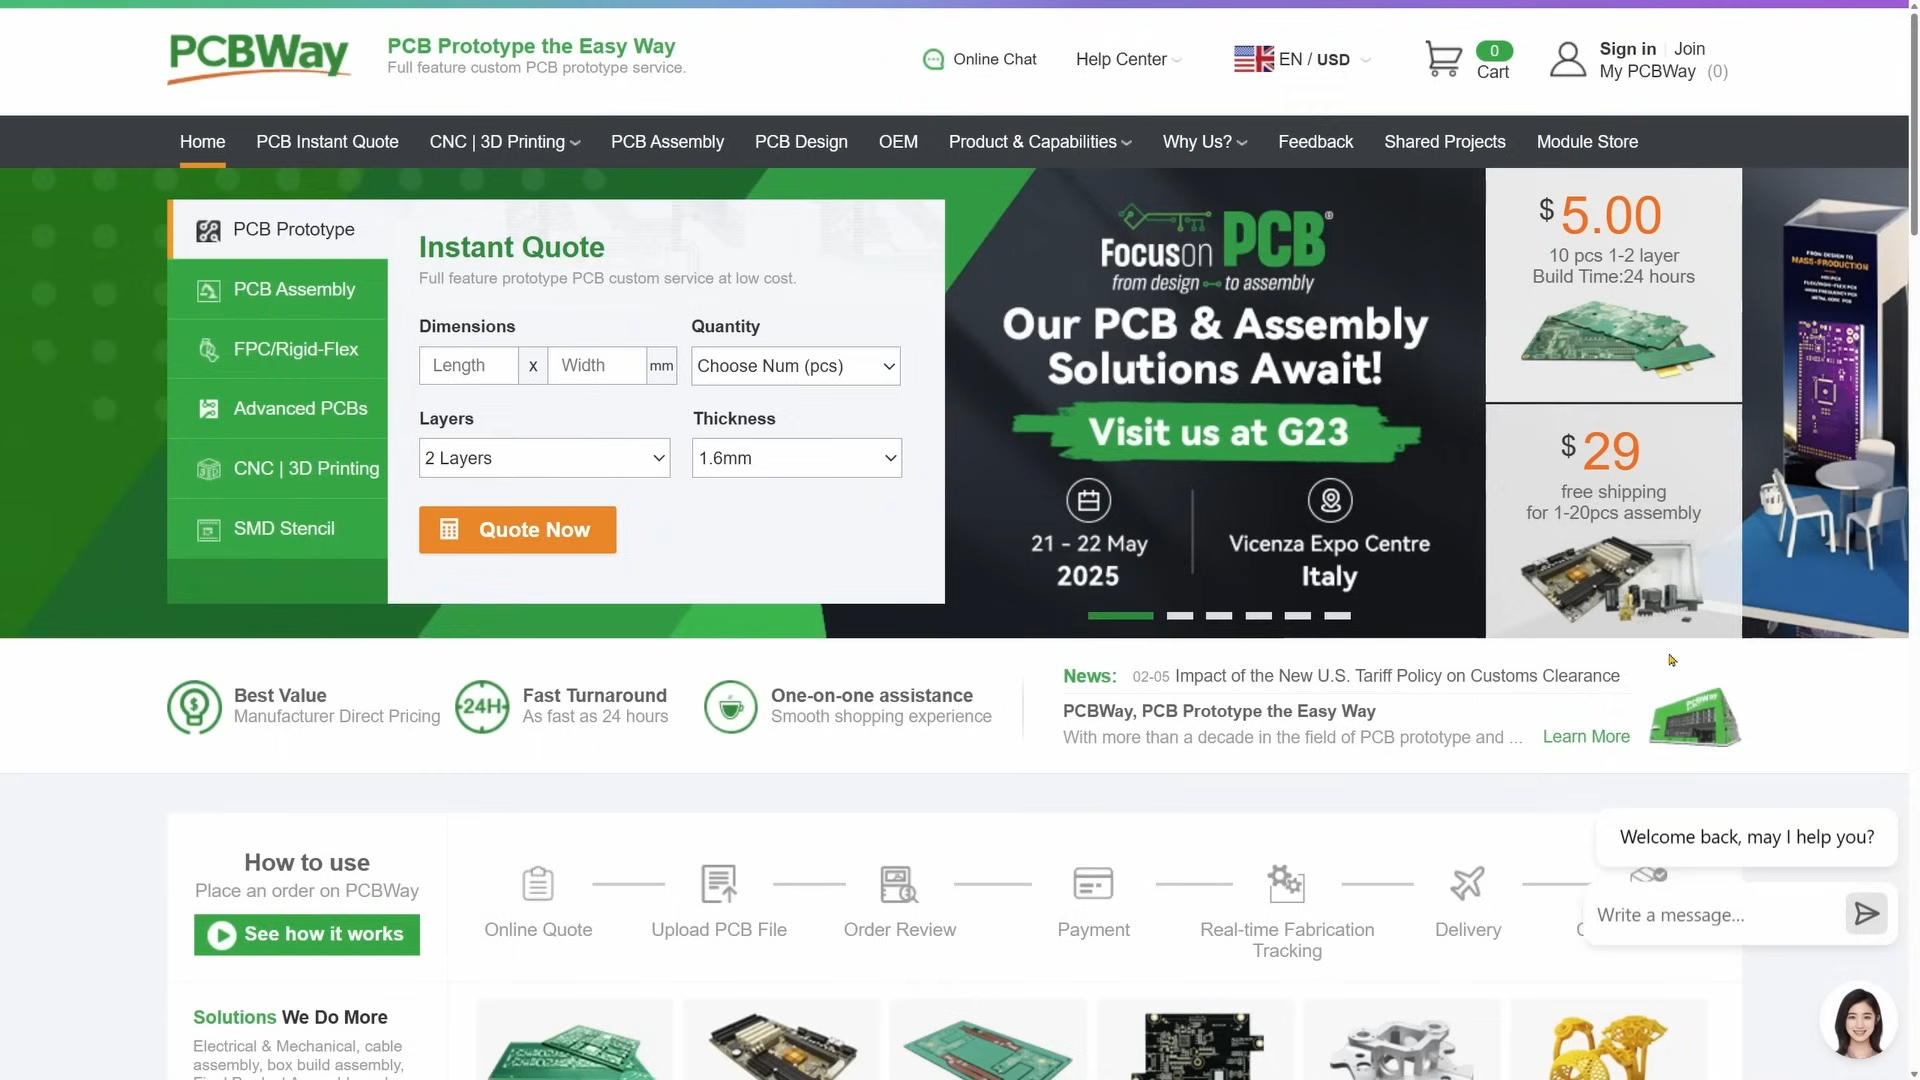 PCBWay
PCB Prototype the Easy Way
Full feature custom PCB prototype service.
Online Chat
Help Center
EN / USD
0
Cart
Sign in
Join
My PCBWay (0)
Home
PCB Instant Quote
CNC | 3D Printing
PCB Assembly
PCB Design
OEM
Product & Capabilities
Why Us?
Feedback
Shared Projects
Module Store
PCB Prototype
PCB Assembly
FPC/Rigid-Flex
Advanced PCBs
CNC | 3D Printing
SMD Stencil
Instant Quote
Full feature prototype PCB custom service at low cost.
Dimensions
Quantity
Length
x
Width
mm
Choose Num (pcs)
Layers
Thickness
2 Layers
1.6mm
Quote Now
Focus on PCB®
from design to assembly
Our PCB & Assembly
Solutions Await!
Visit us at G23
21 - 22 May
2025
Vicenza Expo Centre
Italy
$ 5.00
10 pcs 1-2 layer
Build Time:24 hours
$ 29
free shipping
for 1-20pcs assembly
FROM DESIGN TO
MASS-PRODUCTION
Best Value
Manufacturer Direct Pricing
24H
Fast Turnaround
As fast as 24 hours
One-on-one assistance
Smooth shopping experience
News:
02-05 Impact of the New U.S. Tariff Policy on Customs Clearance
PCBWay, PCB Prototype the Easy Way
With more than a decade in the field of PCB prototype and ...
Learn More
How to use
Place an order on PCBWay
See how it works
Online Quote
Upload PCB File
Order Review
Payment
Real-time Fabrication
Tracking
Delivery
Welcome back, may I help you?
Write a message...
Solutions We Do More
Electrical & Mechanical, cable
assembly, box build assembly,